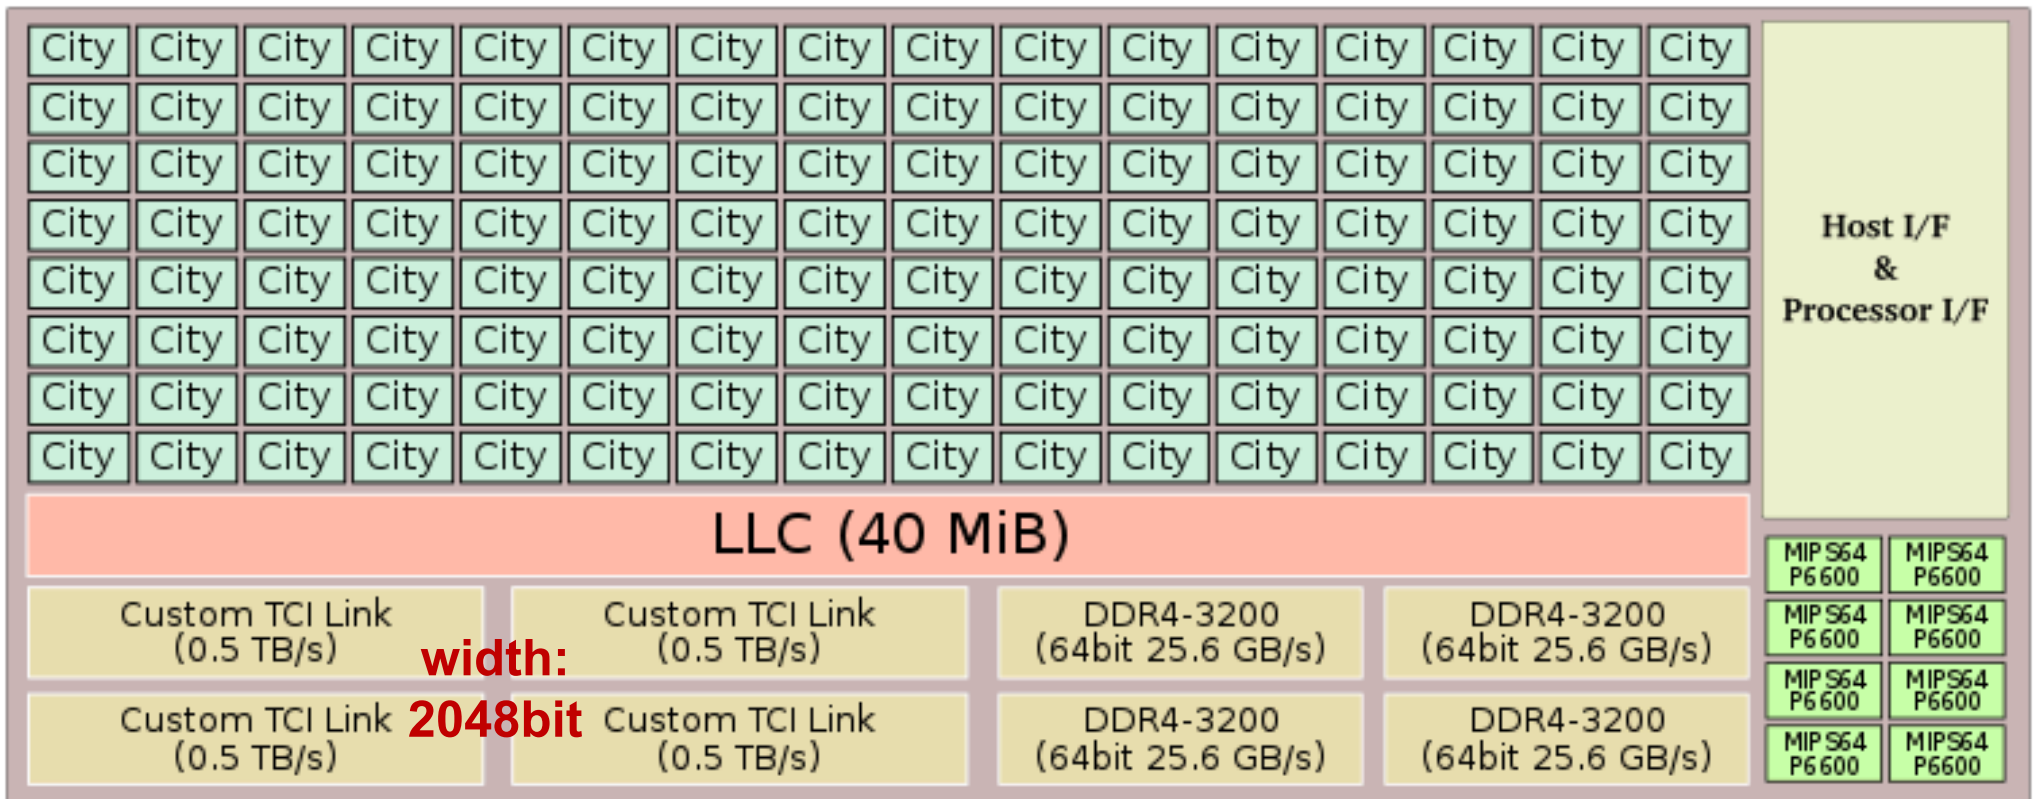 City City City City City City City City City City City City City City City City
City City City City City City City City City City City City City City City City
City City City City City City City City City City City City City City City City
City City City City City City City City City City City City City City City City
City City City City City City City City City City City City City City City City
City City City City City City City City City City City City City City City City
City City City City City City City City City City City City City City City City
City City City City City City City City City City City City City City City City
Host I/F
&
Processor I/F
LLC (40 MiB)
MIPS64 MIPS64
P6600 P6600
MIPS64 MIPS64
P6600 P6600
MIPS64 MIPS64
P6600 P6600
MIPS64 MIPS64
P6600 P6600
Custom TCI Link Custom TCI Link DDR4-3200 DDR4-3200
(0.5 TB/s) (0.5 TB/s) (64bit 25.6 GB/s) (64bit 25.6 GB/s)
width:
2048bit
Custom TCI Link Custom TCI Link DDR4-3200 DDR4-3200
(0.5 TB/s) (0.5 TB/s) (64bit 25.6 GB/s) (64bit 25.6 GB/s)